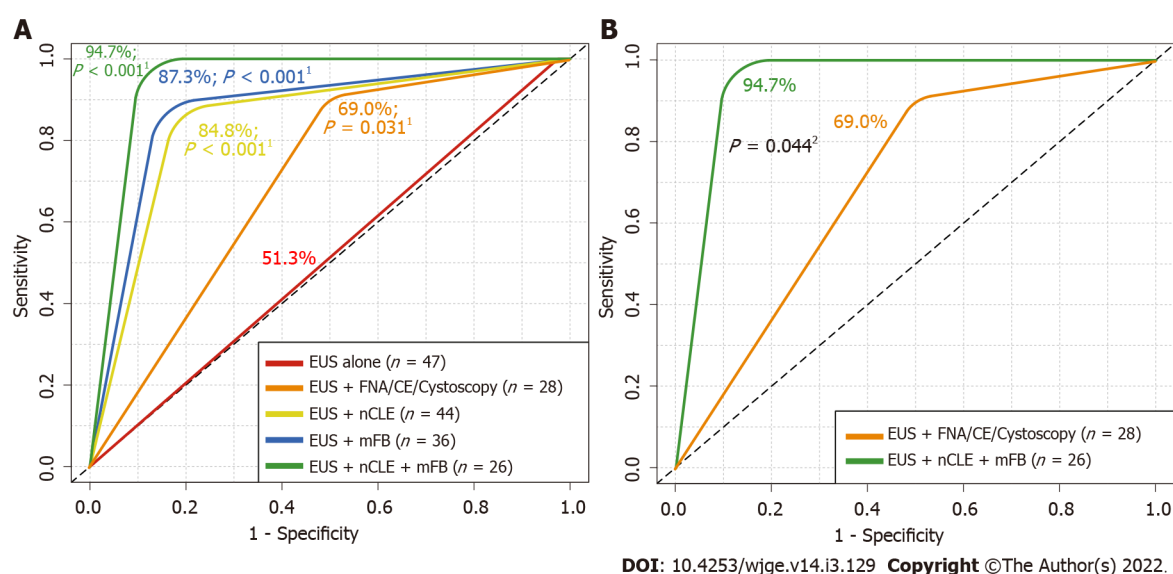 A
94.7%;
P < 0.001¹
87.3%; P < 0.001¹
84.8%;
P < 0.001¹
69.0%;
P = 0.031¹
51.3%
Sensitivity
1.0
0.8
0.6
0.4
0.2
0.0
EUS alone (n = 47)
EUS + FNA/CE/Cystoscopy (n = 28)
EUS + nCLE (n = 44)
EUS + mFB (n = 36)
EUS + nCLE + mFB (n = 26)
0.0 0.2 0.4 0.6 0.8 1.0
1 - Specificity
B
94.7%
69.0%
P = 0.044²
Sensitivity
1.0
0.8
0.6
0.4
0.2
0.0
EUS + FNA/CE/Cystoscopy (n = 28)
EUS + nCLE + mFB (n = 26)
0.0 0.2 0.4 0.6 0.8 1.0
1 - Specificity
DOI: 10.4253/wjge.v14.i3.129 Copyright ©The Author(s) 2022.